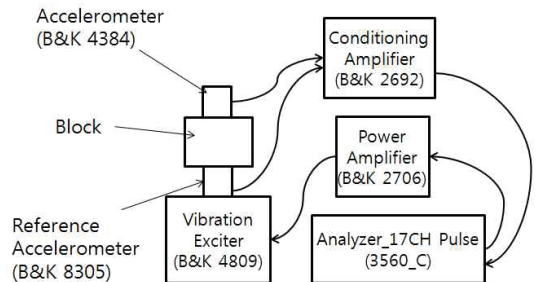 Accelerometer
(B&K 4384)
Conditioning
Amplifier
(B&K 2692)
Block
Power
Amplifier
(B&K 2706)
Reference
Accelerometer
(B&K 8305)
Vibration
Exciter
(B&K 4809)
Analyzer_17CH Pulse
(3560_C)